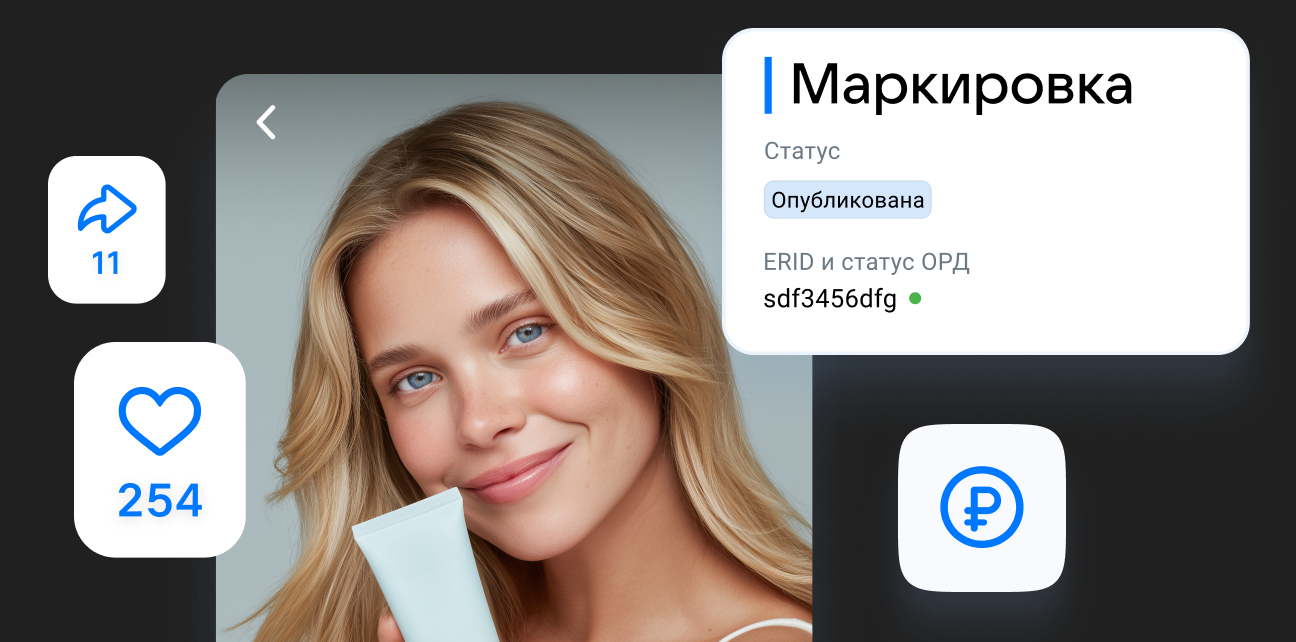 Маркировка
Статус
Опубликована
ERID и статус ОРД
sdf3456dfg
11
254